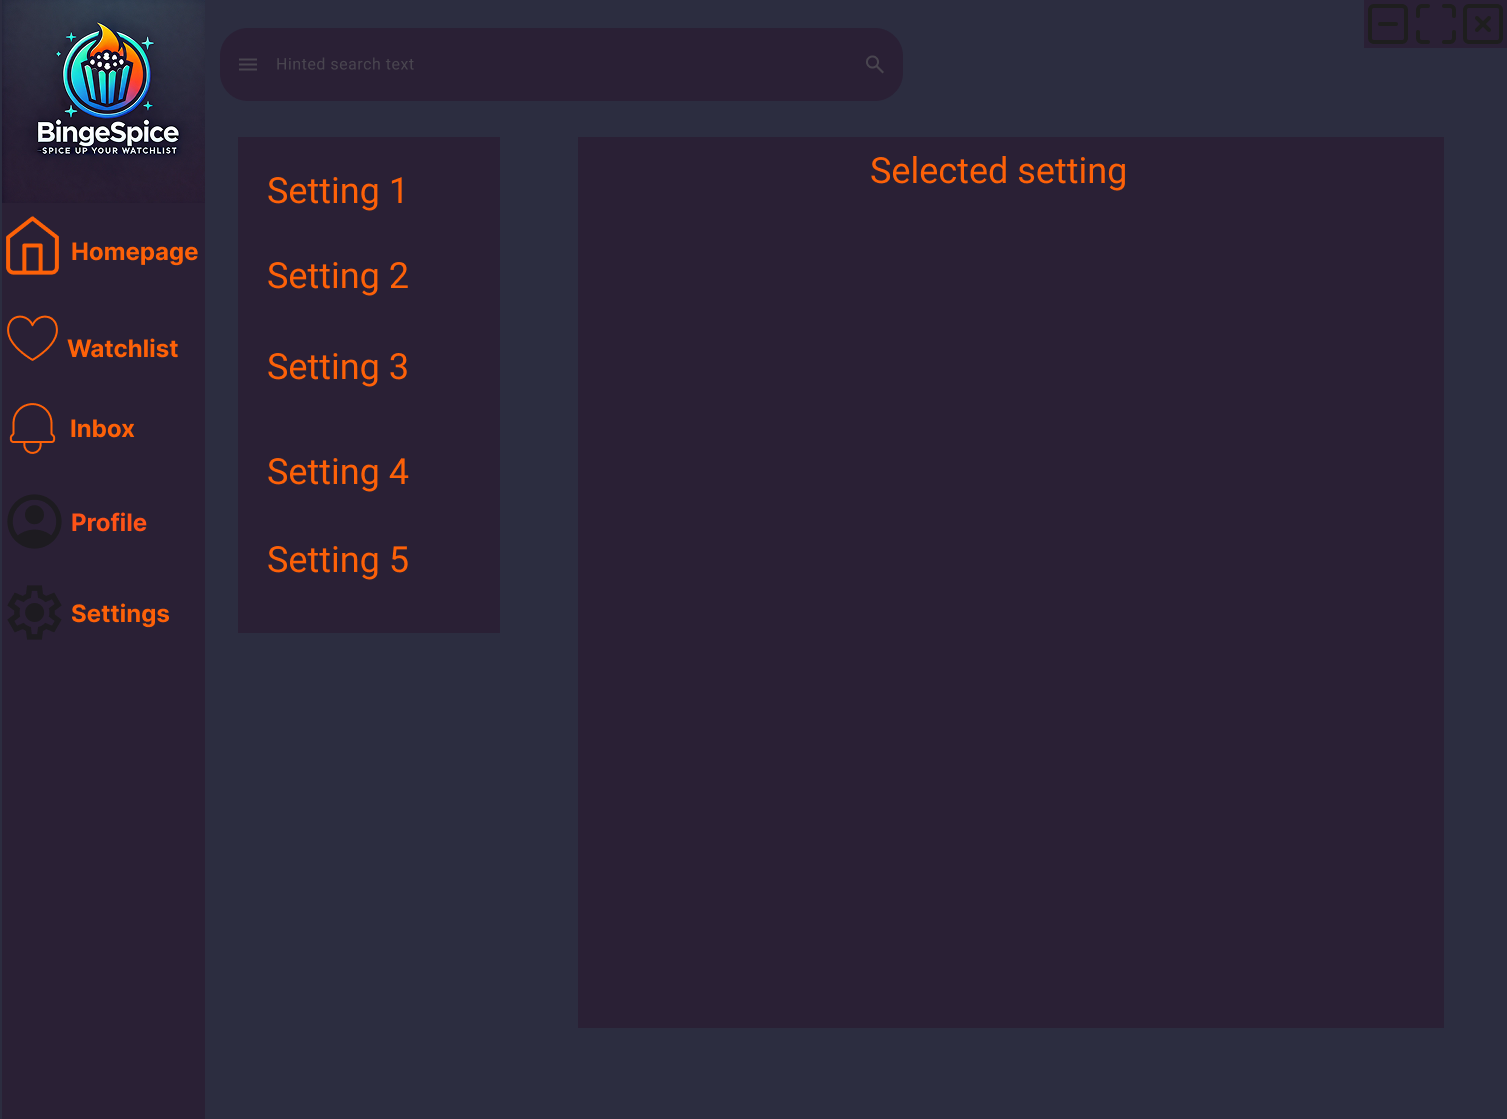 BingeSpice
SPICE UP YOUR WATCHLIST
Homepage
Watchlist
Inbox
Profile
Settings
Hinted search text
Setting 1
Setting 2
Setting 3
Setting 4
Setting 5
Selected setting